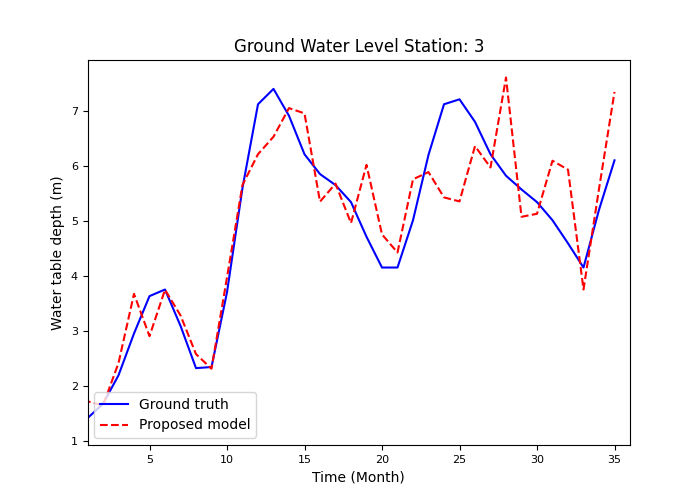 Ground Water Level Station: 3
Water table depth (m)
7
6
5
4
3
2
1
Ground truth
Proposed model
5
10
15
20
25
30
35
Time (Month)